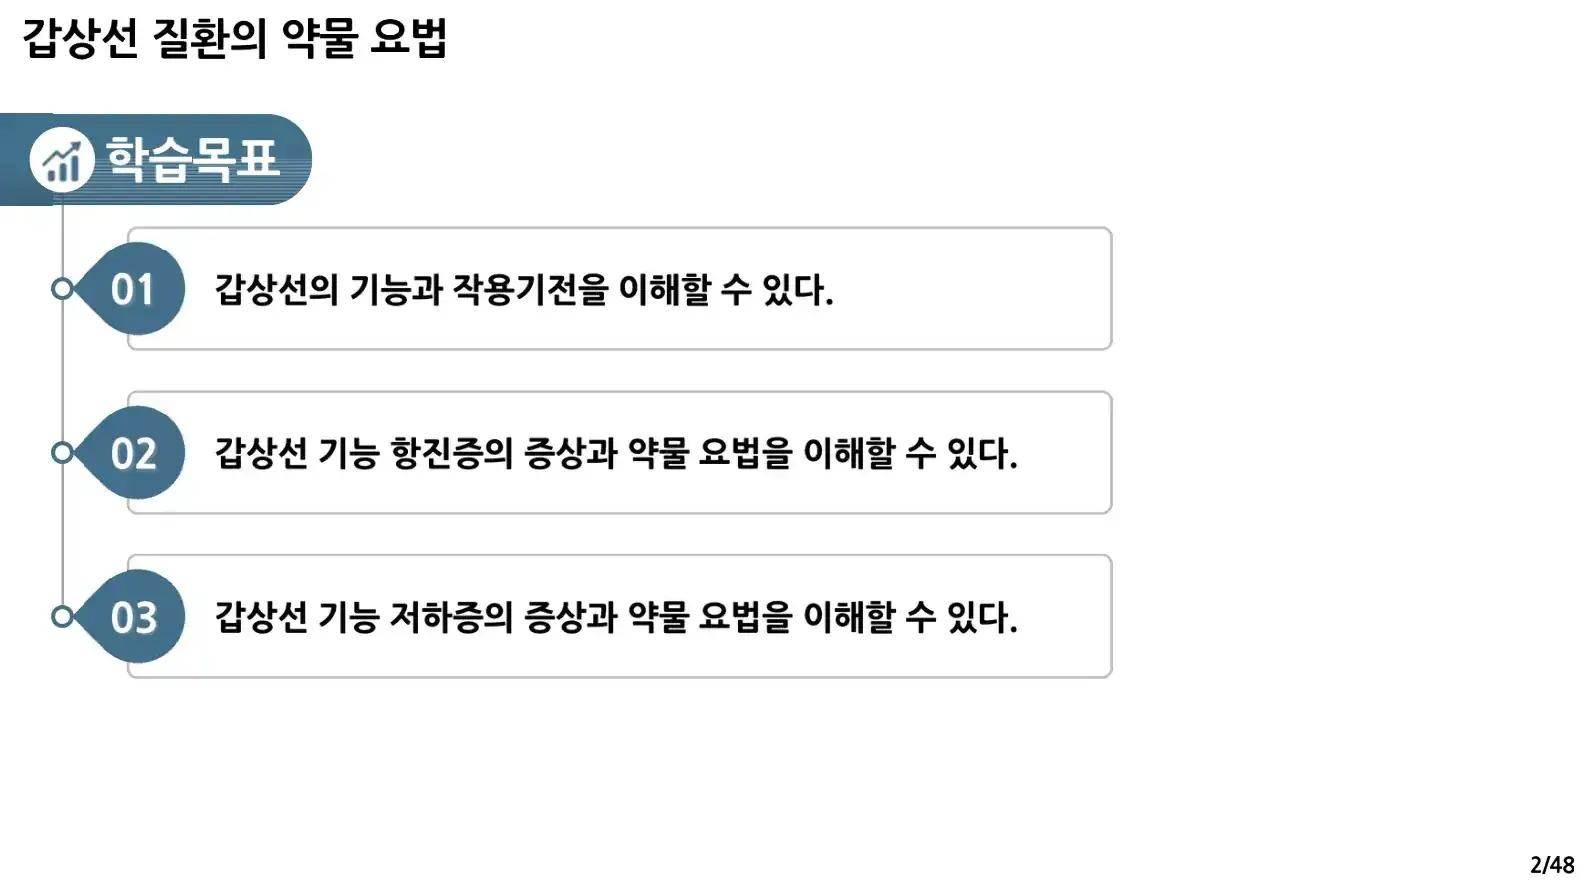 갑상선 질환의 약물 요법
학습목표
01 갑상선의 기능과 작용기전을 이해할 수 있다.
02 갑상선 기능 항진증의 증상과 약물 요법을 이해할 수 있다.
03 갑상선 기능 저하증의 증상과 약물 요법을 이해할 수 있다.
2/48